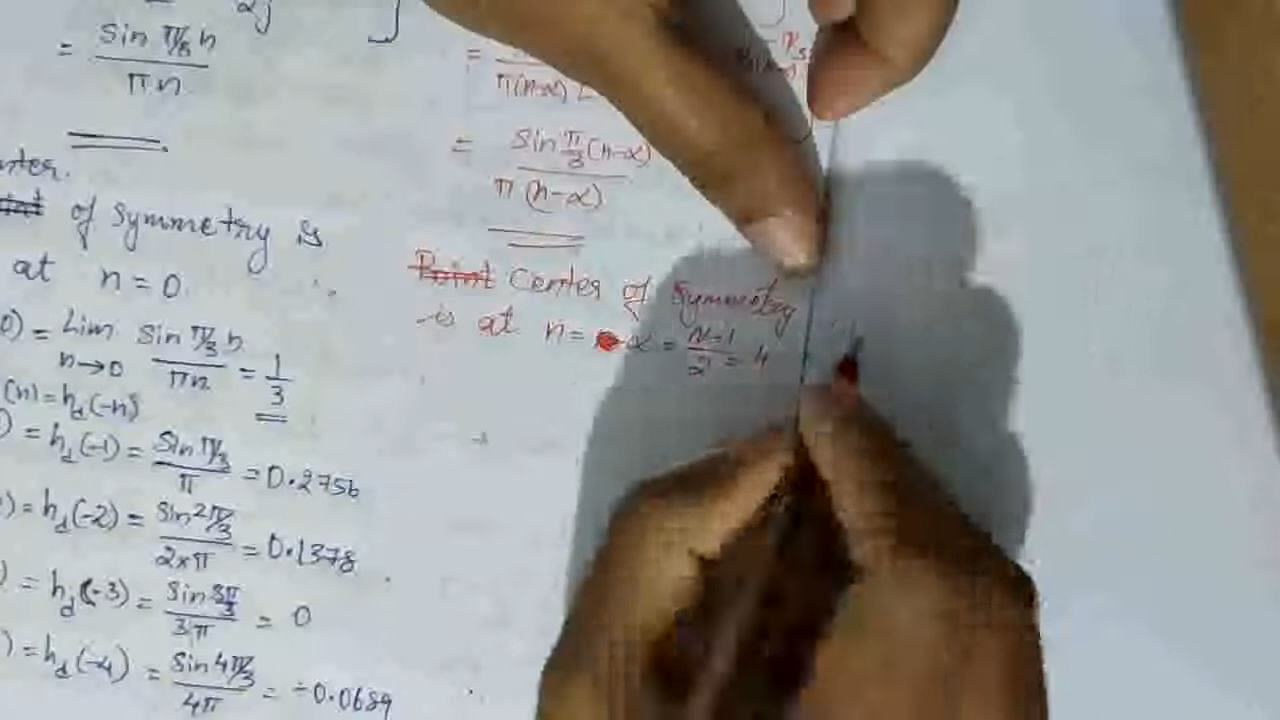 2j
= Sin π/3 n
πn
of Symmetry is
at n = 0
0) = Lim n→0 Sin π/3 n / πn = 1/3
(n) = hd(-n)
) = hd(-1) = Sin π/3 / π = 0.2756
) = hd(-2) = Sin 2π/3 / 2×π = 0.1378
) = hd(-3) = Sin 3π/3 / 3π = 0
) = hd(-4) = Sin 4π/3 / 4π = -0.0689
=
π(n-α)
= Sin π/3 (n-α)
π (n-α)
Point Center of Symmetry
is at n = α = N-1 / 2 = 4